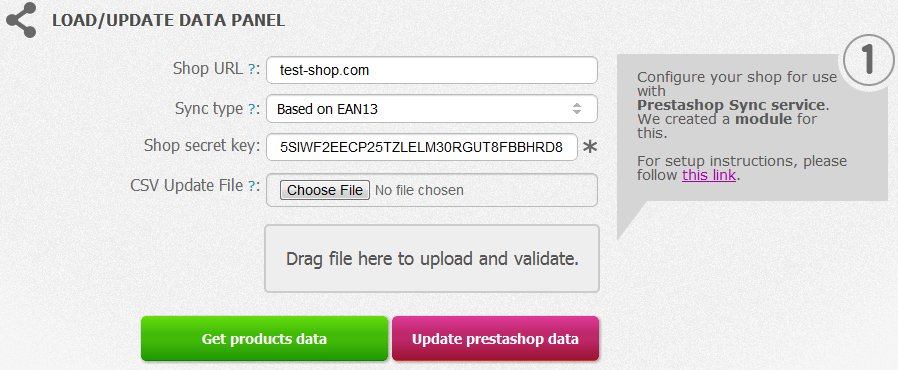 LOAD/UPDATE DATA PANEL
Shop URL ?: test-shop.com
Sync type ?: Based on EAN13
Shop secret key: 5SIWF2EECP25TZLELM30RGUT8FBBHRD8 *
CSV Update File ?: Choose File No file chosen
Drag file here to upload and validate.
Get products data Update prestashop data
1
Configure your shop for use
with
Prestashop Sync service.
We created a module for
this.
For setup instructions, please
follow this link.